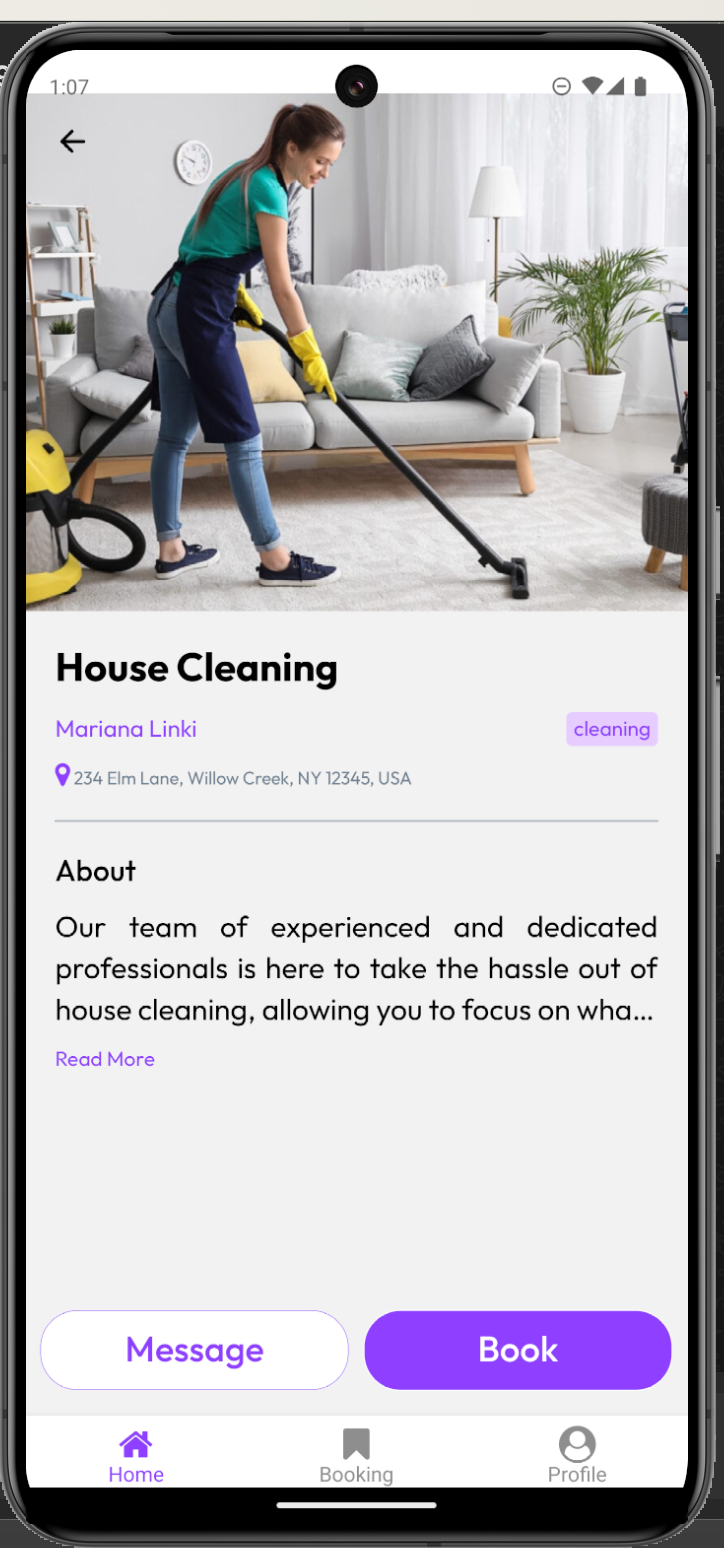 1:07
House Cleaning
Mariana Linki
cleaning
234 Elm Lane, Willow Creek, NY 12345, USA
About
Our team of experienced and dedicated
professionals is here to take the hassle out of
house cleaning, allowing you to focus on wha...
Read More
Message
Book
Home
Booking
Profile